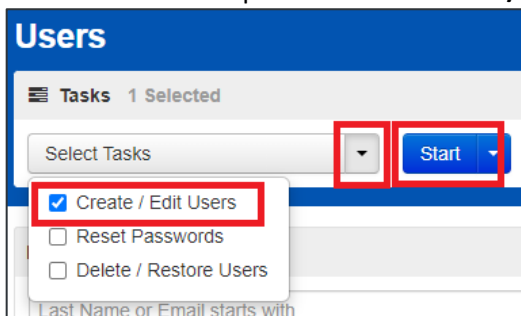 Users
Tasks 1 Selected
Select Tasks
Start
Create / Edit Users
Reset Passwords
Delete / Restore Users
Last Name or Email starts with